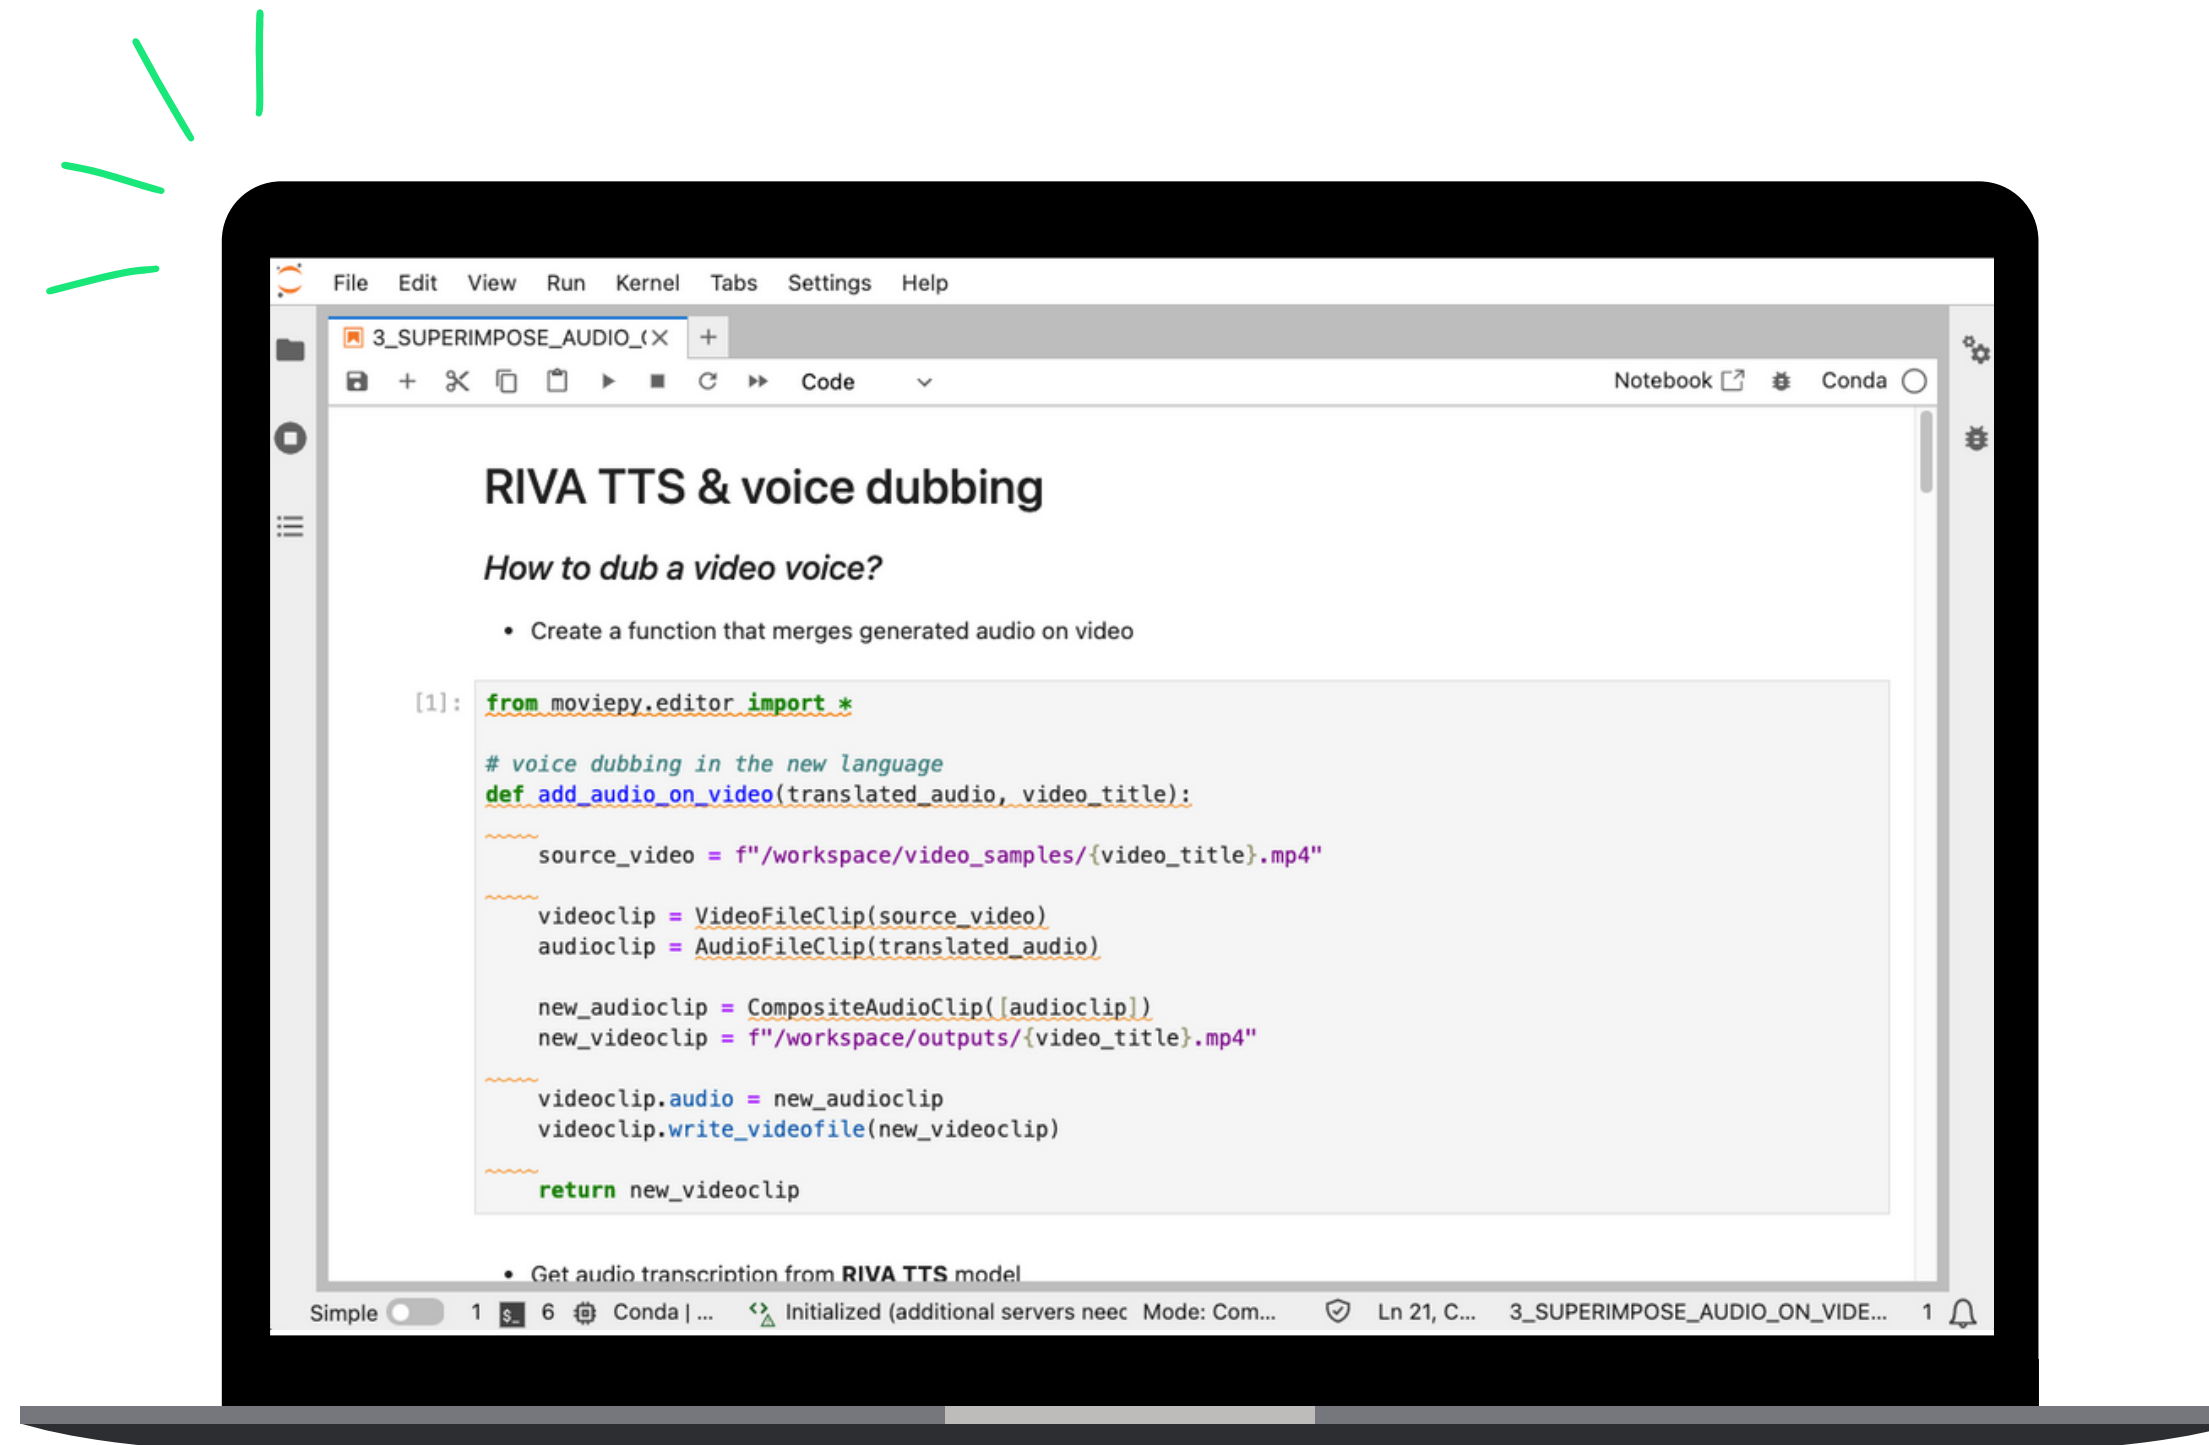 File Edit View Run Kernel Tabs Settings Help
3_SUPERIMPOSE_AUDIO_(
Code
Notebook Conda
RIVA TTS & voice dubbing
How to dub a video voice?
• Create a function that merges generated audio on video
[1]: from moviepy.editor import *
# voice dubbing in the new language
def add_audio_on_video(translated_audio, video_title):
source_video = f"/workspace/video_samples/{video_title}.mp4"
videoclip = VideoFileClip(source_video)
audioclip = AudioFileClip(translated_audio)
new_audioclip = CompositeAudioClip([audioclip])
new_videoclip = f"/workspace/outputs/{video_title}.mp4"
videoclip.audio = new_audioclip
videoclip.write_videofile(new_videoclip)
return new_videoclip
• Get audio transcription from RIVA TTS model
Simple 1 $_ 6 Conda | ... Initialized (additional servers neec Mode: Com... Ln 21, C... 3_SUPERIMPOSE_AUDIO_ON_VIDE... 1